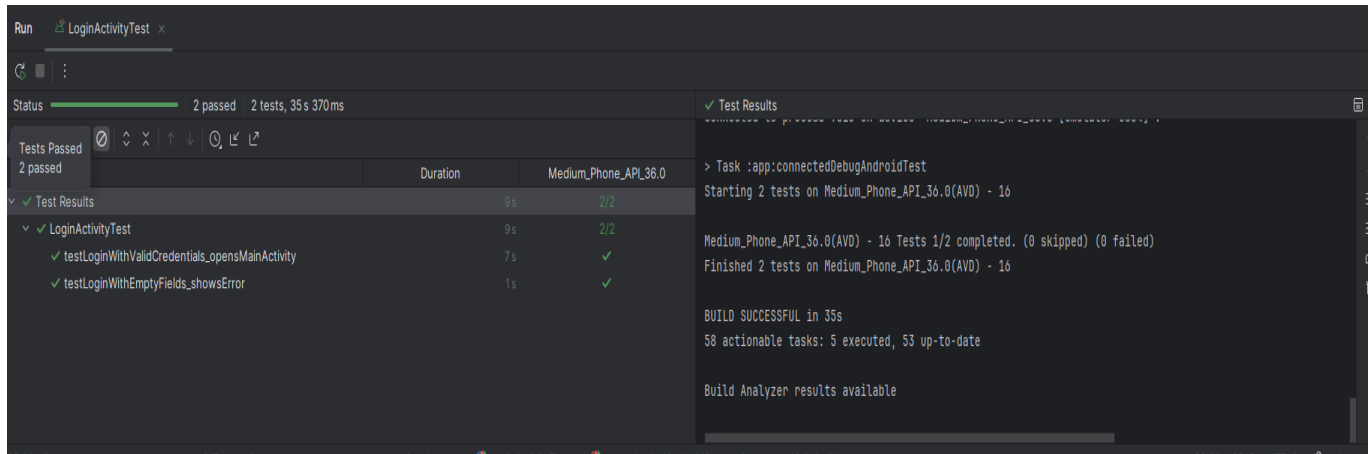 Run LoginActivityTest
Status 2 passed 2 tests, 35 s 370 ms
Tests Passed
2 passed
Duration Medium_Phone_API_36.0
Test Results 9 s 2/2
LoginActivityTest 9 s 2/2
testLoginWithValidCredentials_opensMainActivity 7 s
testLoginWithEmptyFields_showsError 1 s
Test Results
> Task :app:connectedDebugAndroidTest
Starting 2 tests on Medium_Phone_API_36.0(AVD) - 16
Medium_Phone_API_36.0(AVD) - 16 Tests 1/2 completed. (0 skipped) (0 failed)
Finished 2 tests on Medium_Phone_API_36.0(AVD) - 16
BUILD SUCCESSFUL in 35s
58 actionable tasks: 5 executed, 53 up-to-date
Build Analyzer results available